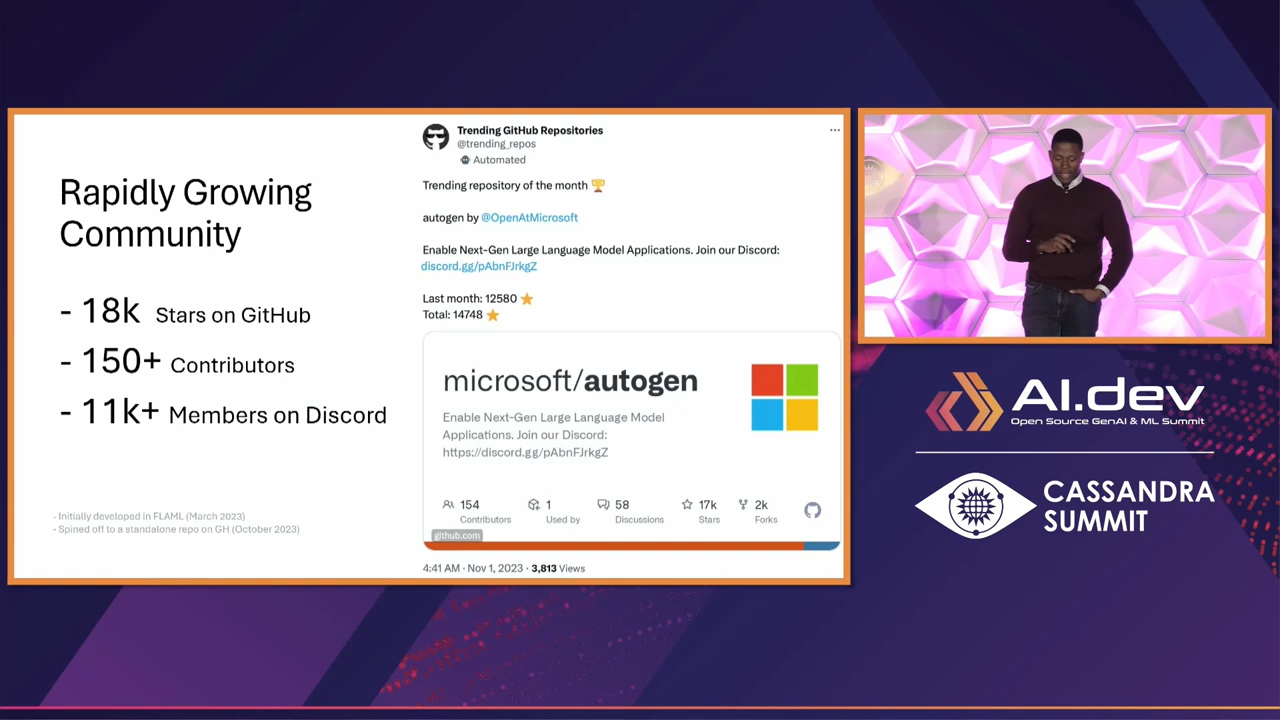 Rapidly Growing
Community
- 18k Stars on GitHub
- 150+ Contributors
- 11k+ Members on Discord
- Initially developed in FLAML (March 2023)
- Spined off to a standalone repo on GH (October 2023)
Trending GitHub Repositories
@trending_repos
Automated
Trending repository of the month
autogen by @OpenAtMicrosoft
Enable Next-Gen Large Language Model Applications. Join our Discord:
discord.gg/pAbnFJrkgZ
Last month: 12580
Total: 14748
microsoft/autogen
Enable Next-Gen Large Language Model
Applications. Join our Discord:
https://discord.gg/pAbnFJrkgZ
154 1 58 17k 2k
Contributors Used by Discussions Stars Forks
github.com
4:41 AM · Nov 1, 2023 · 3,813 Views
AI.dev
Open Source GenAI & ML Summit
CASSANDRA
SUMMIT